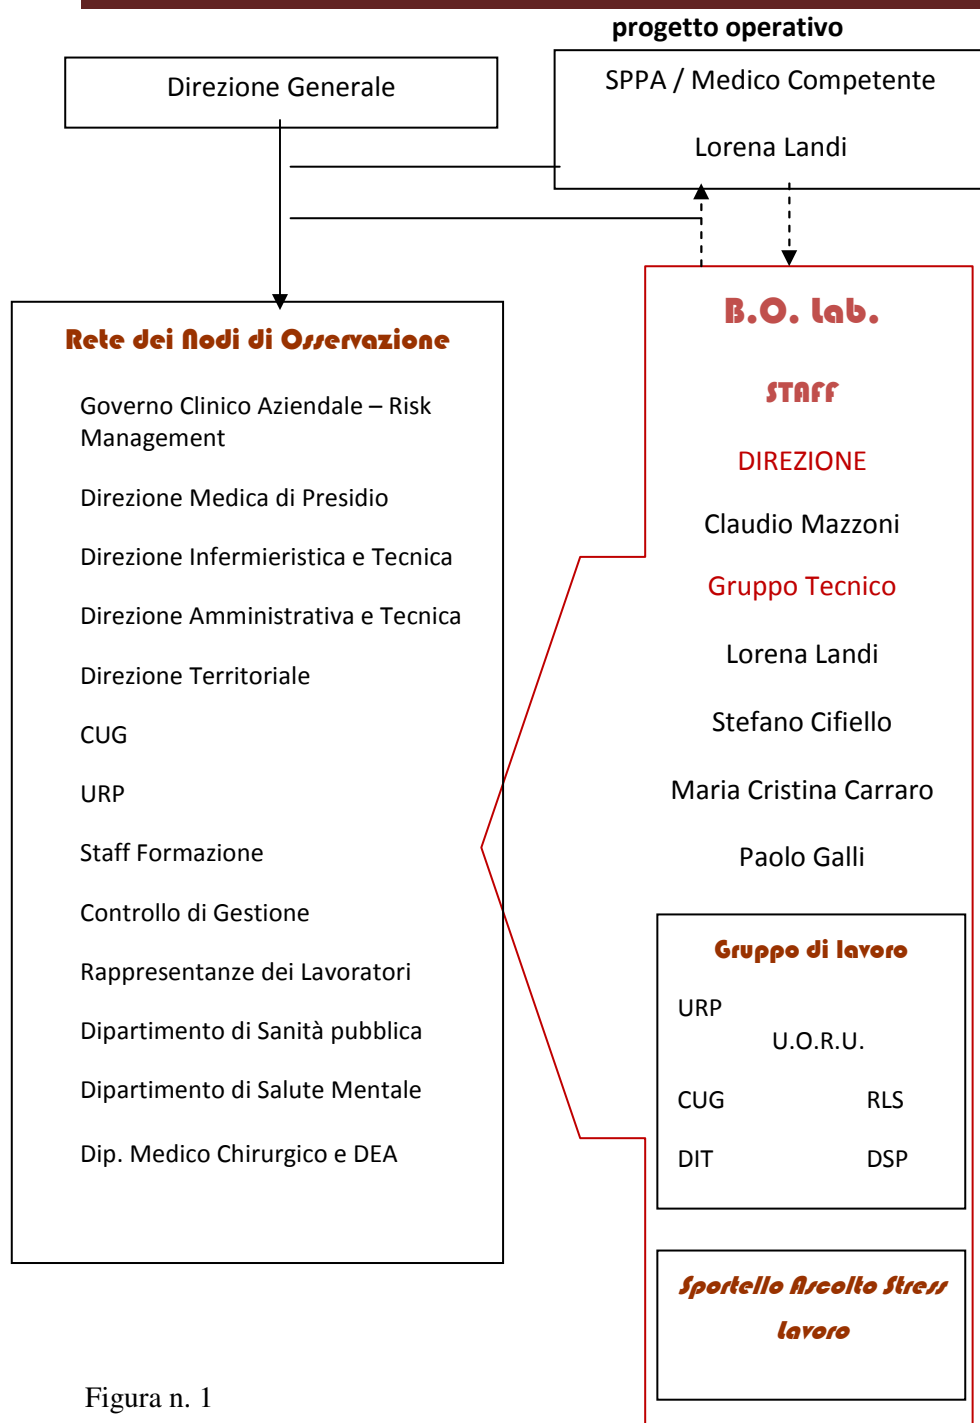 progetto operativo
Direzione Generale
SPPA / Medico Competente
Lorena Landi
Rete dei Nodi di Osservazione
Governo Clinico Aziendale – Risk
Management
Direzione Medica di Presidio
Direzione Infermieristica e Tecnica
Direzione Amministrativa e Tecnica
Direzione Territoriale
CUG
URP
Staff Formazione
Controllo di Gestione
Rappresentanze dei Lavoratori
Dipartimento di Sanità pubblica
Dipartimento di Salute Mentale
Dip. Medico Chirurgico e DEA
B.O. Lab.
STAFF
DIREZIONE
Claudio Mazzoni
Gruppo Tecnico
Lorena Landi
Stefano Cifiello
Maria Cristina Carraro
Paolo Galli
Gruppo di lavoro
URP
U.O.R.U.
CUG RLS
DIT DSP
Sportello Ascolto Stress
Lavoro
Figura n. 1